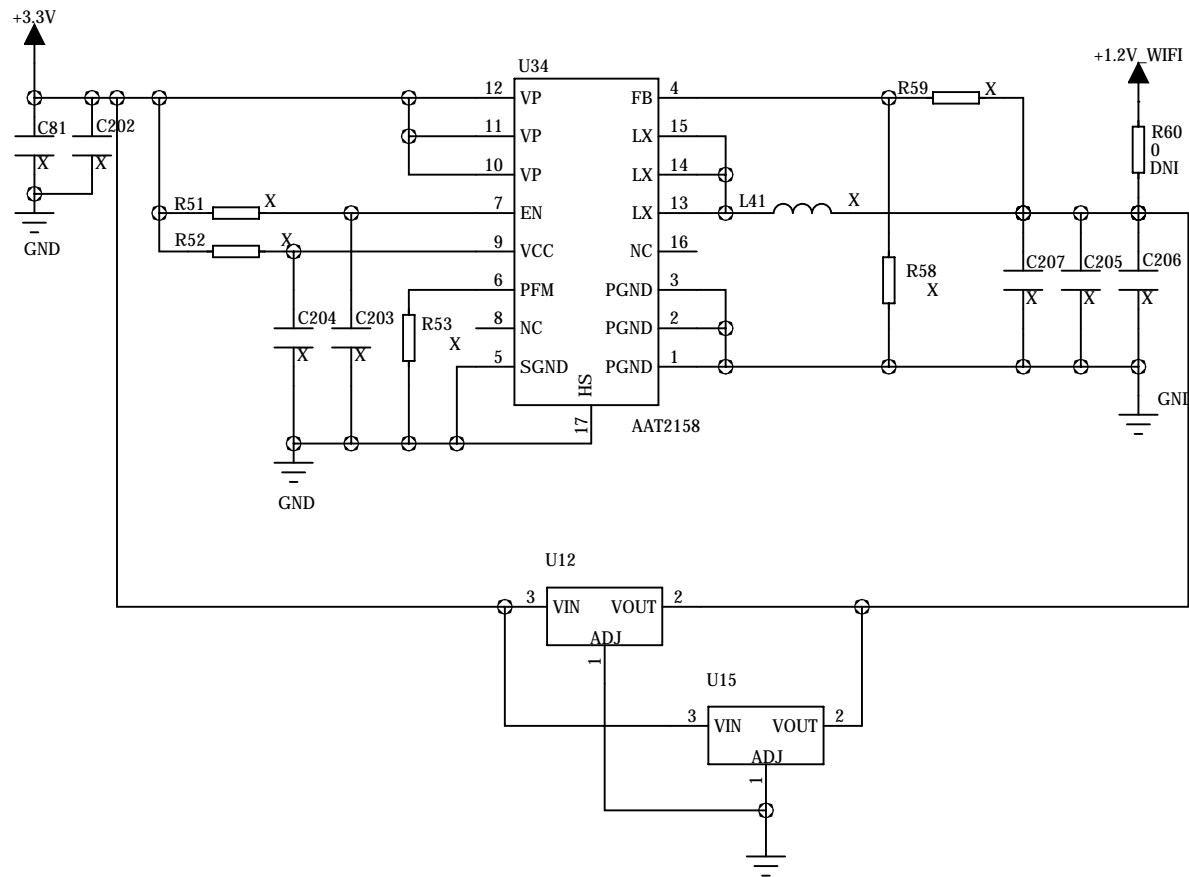 +3.3V
U34
+1.2V_WIFI
12 VP
FB 4
R59 X
C81
C202
11 VP
LX 15
R60
0
DNI
X
X
10 VP
LX 14
R51 X
7 EN
LX 13
L41 X
GND
R52 X
9 VCC
NC 16
C207
C205
C206
R58
X
6 PFM
PGND 3
X
X
X
C204
C203
R53
X
8 NC
PGND 2
X
X
5 SGND
PGND 1
HS
GND
17
AAT2158
GND
U12
3 VIN VOUT 2
ADJ
1
U15
3 VIN VOUT 2
ADJ
1